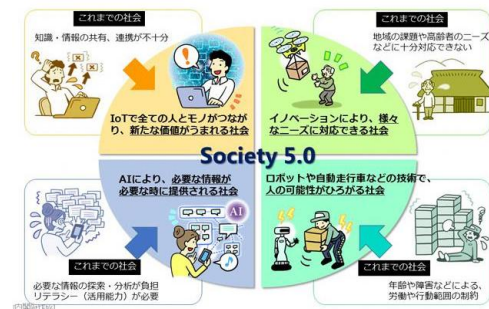 これまでの社会
知識・情報の共有、連携が不十分
IoTで全ての人とモノがつなが
り、新たな価値がうまれる社会
これまでの社会
地域の課題や高齢者のニーズ
などに十分対応できない
イノベーションにより、様々
なニーズに対応できる社会
Society 5.0
AIにより、必要な情報が
必要な時に提供される社会
AI
これまでの社会
必要な情報の探索・分析が負担
リテラシー（活用能力）が必要
ロボットや自動走行車などの技術で、
人の可能性がひろがる社会
これまでの社会
年齢や障害などによる、
労働や行動範囲の制約